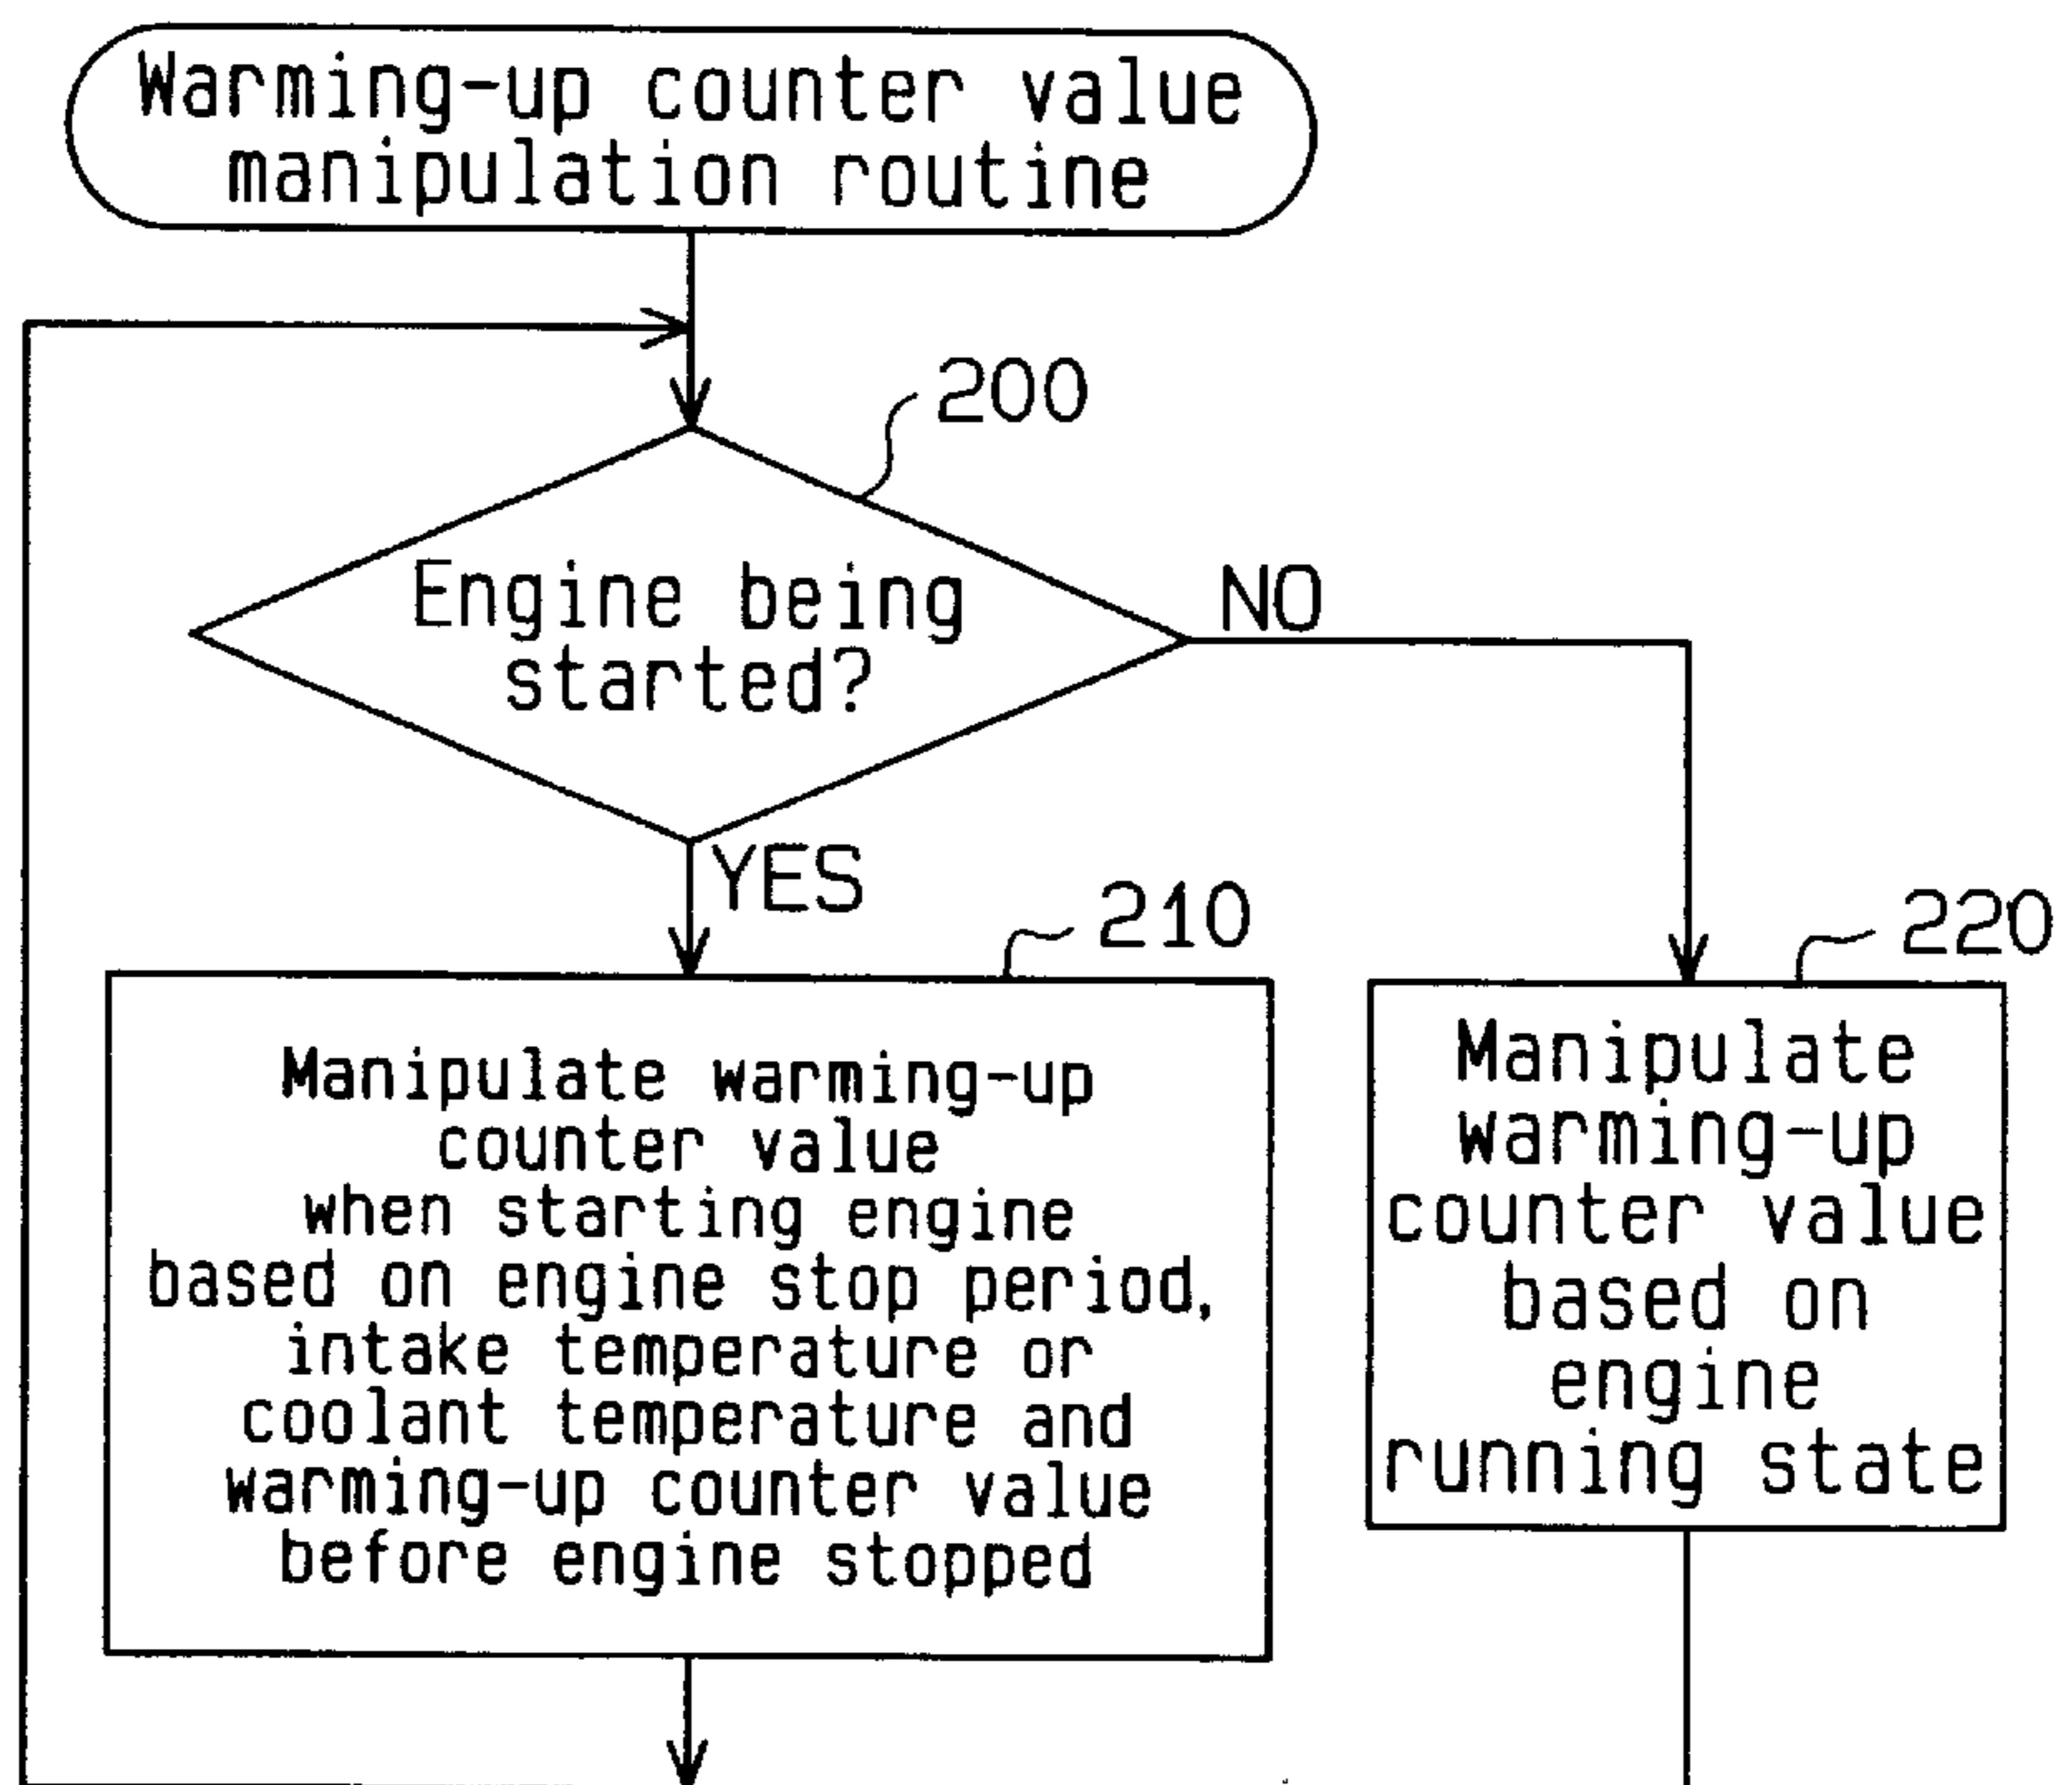 Warming-up counter value
manipulation routine
200
Engine being
started?
NO
YES
210
220
Manipulate warming-up
counter value
when starting engine
based on engine stop period,
intake temperature or
coolant temperature and
warming-up counter value
before engine stopped
Manipulate
warming-up
counter value
based on
engine
running state